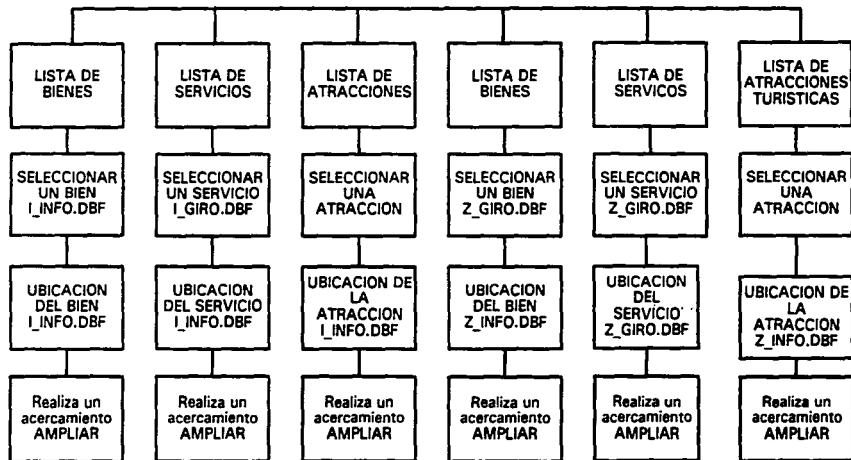 LISTA DE
BIENES
LISTA DE
SERVICIOS
LISTA DE
ATRACCIONES
LISTA DE
BIENES
LISTA DE
SERVICOS
LISTA DE
ATRACCIONES
TURISTICAS
SELECCIONAR
UN BIEN
I_INFO.DBF
SELECCIONAR
UN SERVICIO
I_GIRO.DBF
SELECCIONAR
UNA
ATRACCION
SELECCIONAR
UN BIEN
Z_GIRO.DBF
SELECCIONAR
UN SERVICIO
Z_GIRO.DBF
SELECCIONAR
UNA
ATRACCION
UBICACION
DEL BIEN
I_INFO.DBF
UBICACION
DEL SERVICIO
I_INFO.DBF
UBICACION DE
LA
ATRACCION
I_INFO.DBF
UBICACION
DEL BIEN
Z_INFO.DBF
UBICACION
DEL
SERVICIO
Z_GIRO.DBF
UBICACION DE
LA
ATRACCION
Z_INFO.DBF
Realiza un
acercamiento
AMPLIAR
Realiza un
acercamiento
AMPLIAR
Realiza un
acercamiento
AMPLIAR
Realiza un
acercamiento
AMPLIAR
Realiza un
acercamiento
AMPLIAR
Realiza un
acercamiento
AMPLIAR